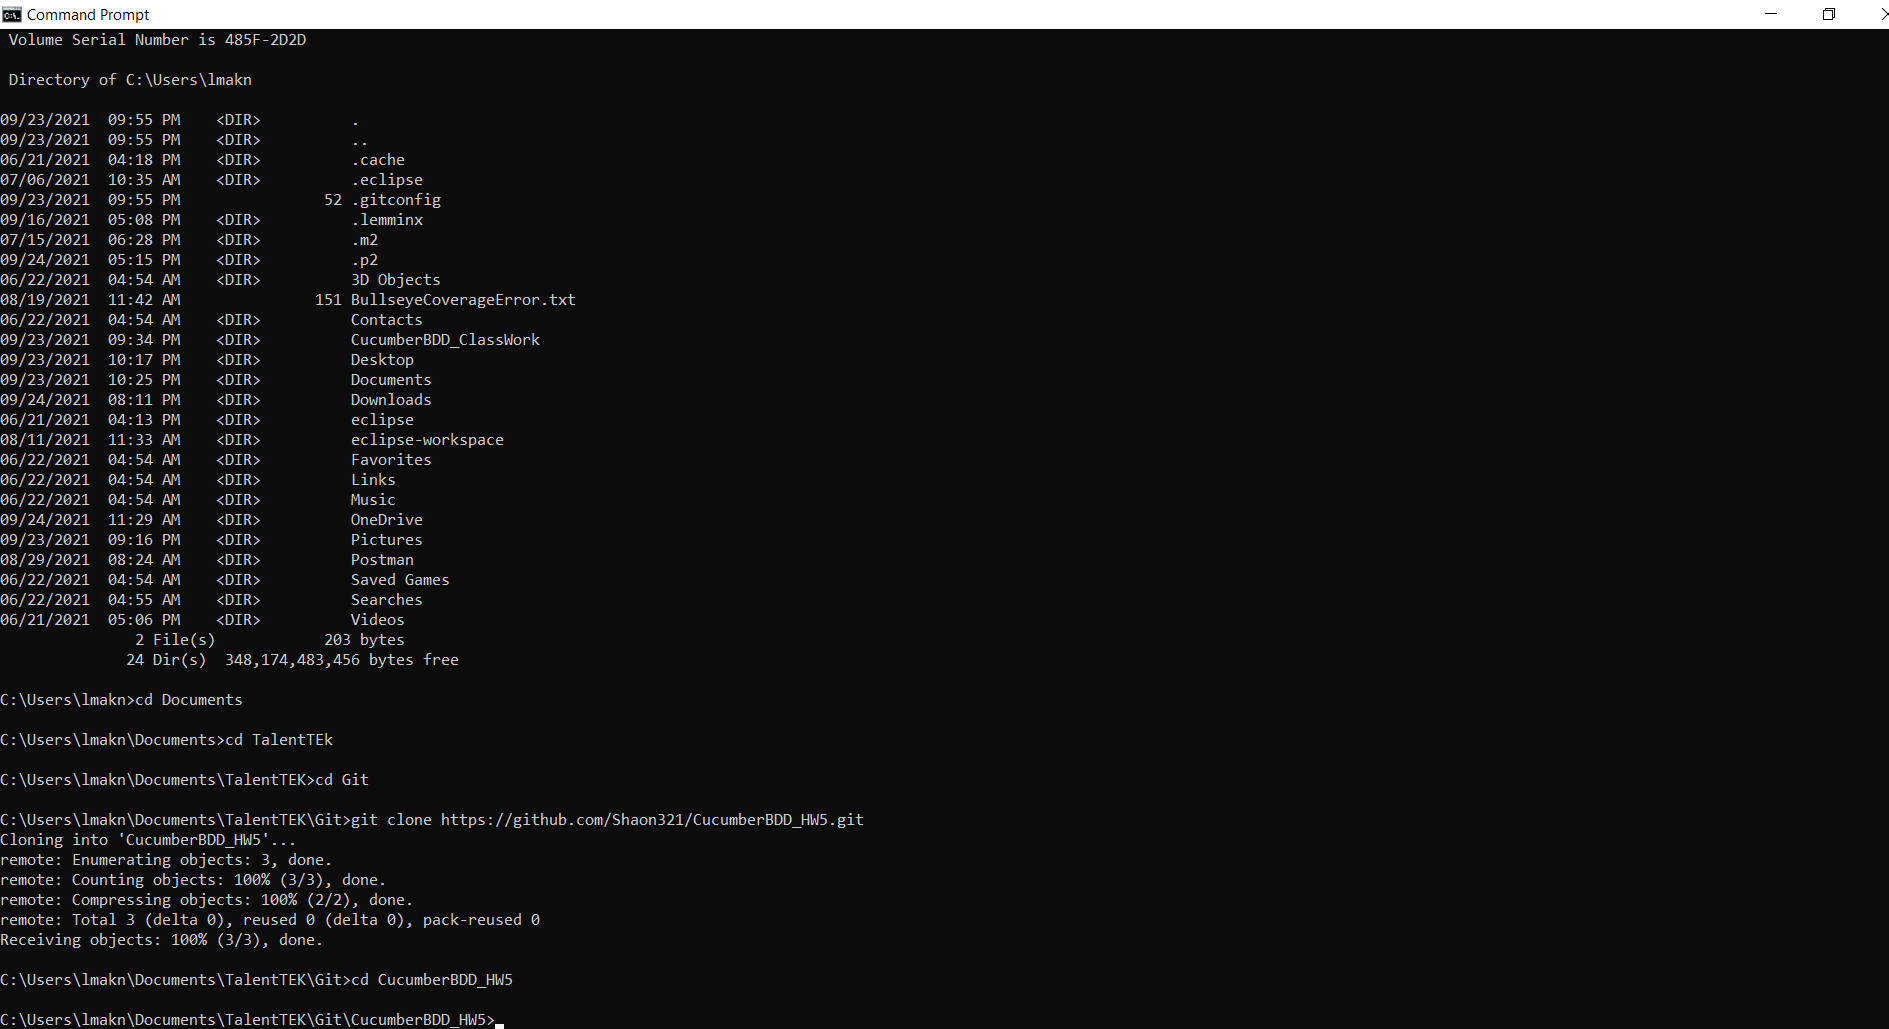 Command Prompt
Volume Serial Number is 485F-2D2D
Directory of C:\Users\lmakn
09/23/2021  09:55 PM    <DIR>          .
09/23/2021  09:55 PM    <DIR>          ..
06/21/2021  04:18 PM    <DIR>          .cache
07/06/2021  10:35 AM    <DIR>          .eclipse
09/23/2021  09:55 PM                52 .gitconfig
09/16/2021  05:08 PM    <DIR>          .lemminx
07/15/2021  06:28 PM    <DIR>          .m2
09/24/2021  05:15 PM    <DIR>          .p2
06/22/2021  04:54 AM    <DIR>          3D Objects
08/19/2021  11:42 AM               151 BullseyeCoverageError.txt
06/22/2021  04:54 AM    <DIR>          Contacts
09/23/2021  09:34 PM    <DIR>          CucumberBDD_ClassWork
09/23/2021  10:17 PM    <DIR>          Desktop
09/23/2021  10:25 PM    <DIR>          Documents
09/24/2021  08:11 PM    <DIR>          Downloads
06/21/2021  04:13 PM    <DIR>          eclipse
08/11/2021  11:33 AM    <DIR>          eclipse-workspace
06/22/2021  04:54 AM    <DIR>          Favorites
06/22/2021  04:54 AM    <DIR>          Links
06/22/2021  04:54 AM    <DIR>          Music
09/24/2021  11:29 AM    <DIR>          OneDrive
09/23/2021  09:16 PM    <DIR>          Pictures
08/29/2021  08:24 AM    <DIR>          Postman
06/22/2021  04:54 AM    <DIR>          Saved Games
06/22/2021  04:55 AM    <DIR>          Searches
06/21/2021  05:06 PM    <DIR>          Videos
2 File(s)            203 bytes
24 Dir(s)  348,174,483,456 bytes free
C:\Users\lmakn>cd Documents
C:\Users\lmakn\Documents>cd TalentTEk
C:\Users\lmakn\Documents\TalentTEK>cd Git
C:\Users\lmakn\Documents\TalentTEK\Git>git clone https://github.com/Shaon321/CucumberBDD_HW5.git
Cloning into 'CucumberBDD_HW5'...
remote: Enumerating objects: 3, done.
remote: Counting objects: 100% (3/3), done.
remote: Compressing objects: 100% (2/2), done.
remote: Total 3 (delta 0), reused 0 (delta 0), pack-reused 0
Receiving objects: 100% (3/3), done.
C:\Users\lmakn\Documents\TalentTEK\Git>cd CucumberBDD_HW5
C:\Users\lmakn\Documents\TalentTEK\Git\CucumberBDD_HW5>